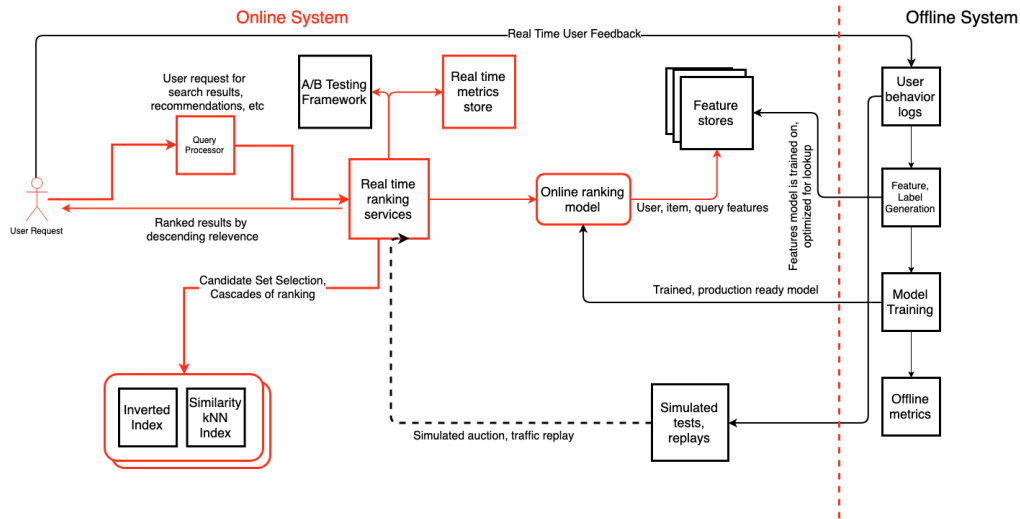 Online System
Offline System
Real Time User Feedback
User request for
search results,
recommendations, etc
A/B Testing
Framework
Real time
metrics
store
Feature
stores
User
behavior
logs
Query
Processor
Real time
ranking
services
Online ranking
model
User, item, query features
Features model is trained on,
optimized for lookup
Feature,
Label
Generation
User Request
Ranked results by
descending relevence
Candidate Set Selection,
Cascades of ranking
Trained, production ready model
Model
Training
Inverted
Index
Similarity
kNN
Index
Simulated auction, traffic replay
Simulated
tests,
replays
Offline
metrics